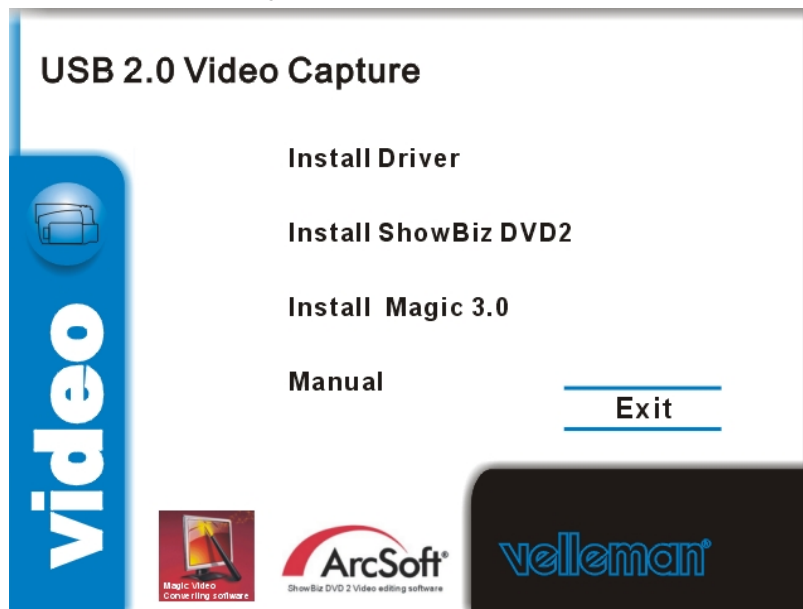 USB 2.0 Video Capture
Install Driver
Install ShowBiz DVD2
Install Magic 3.0
Manual
Exit
video
Magic Video
Converting software
ArcSoft®
ShowBiz DVD 2 Video editing software
velleman®